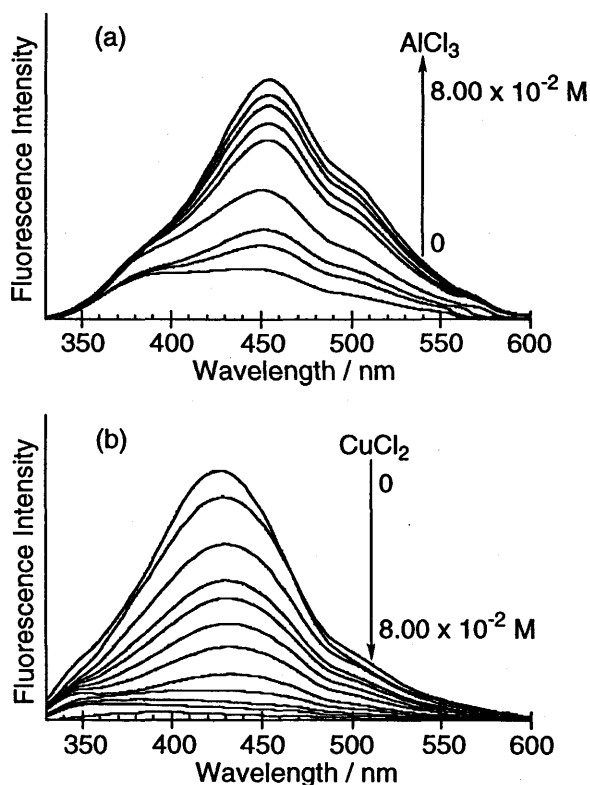 (a)
AlCl₃
8.00 x 10⁻² M
0
Fluorescence Intensity
350 400 450 500 550 600
Wavelength / nm
(b)
CuCl₂
0
8.00 x 10⁻² M
Fluorescence Intensity
350 400 450 500 550 600
Wavelength / nm